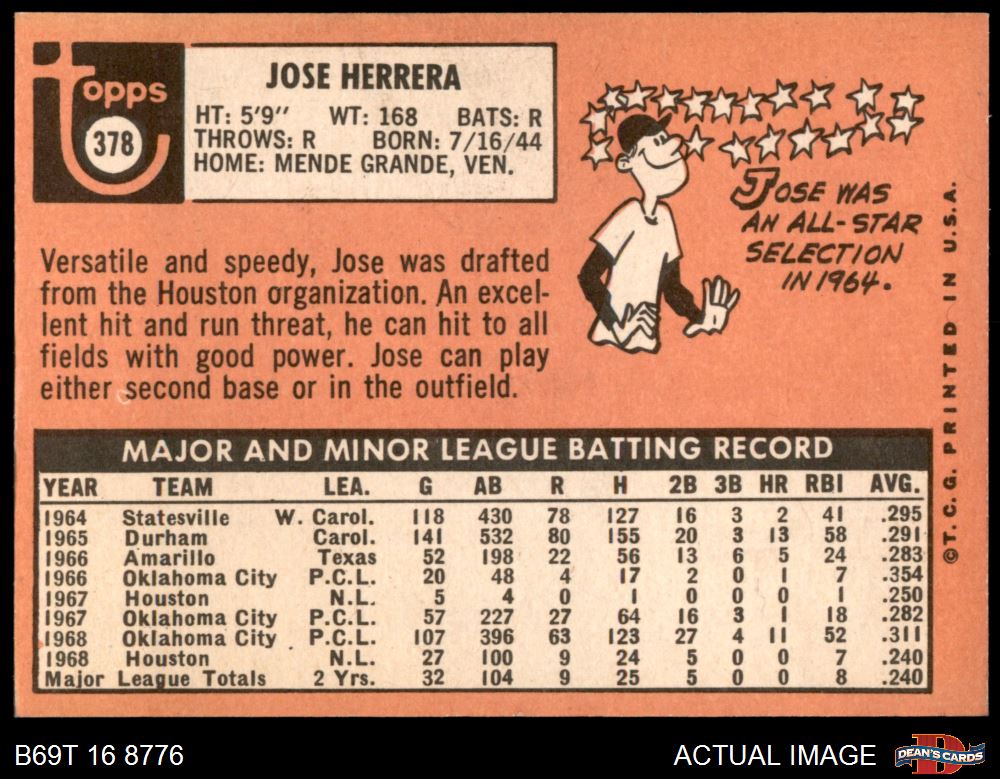 Topps
378
JOSE HERRERA
HT: 5'9" WT: 168 BATS: R
THROWS: R BORN: 7/16/44
HOME: MENDE GRANDE, VEN.
JOSE WAS
AN ALL-STAR
SELECTION
IN 1964.
Versatile and speedy, Jose was drafted
from the Houston organization. An excel-
lent hit and run threat, he can hit to all
fields with good power. Jose can play
either second base or in the outfield.
©T.C.G. PRINTED IN U.S.A.
MAJOR AND MINOR LEAGUE BATTING RECORD
YEAR TEAM LEA. G AB R H 2B 3B HR RBI AVG.
1964 Statesville W. Carol. 118 430 78 127 16 3 2 41 .295
1965 Durham Carol. 141 532 80 155 20 3 13 58 .291
1966 Amarillo Texas 52 198 22 56 13 6 5 24 .283
1966 Oklahoma City P.C.L. 20 48 4 17 2 0 1 7 .354
1967 Houston N.L. 5 4 0 1 0 0 0 1 .250
1967 Oklahoma City P.C.L. 57 227 27 64 16 3 1 18 .282
1968 Oklahoma City P.C.L. 107 396 63 123 27 4 11 52 .311
1968 Houston N.L. 27 100 9 24 5 0 0 7 .240
Major League Totals 2 Yrs. 32 104 9 25 5 0 0 8 .240
B69T 16 8776
ACTUAL IMAGE
DEAN'S CARDS